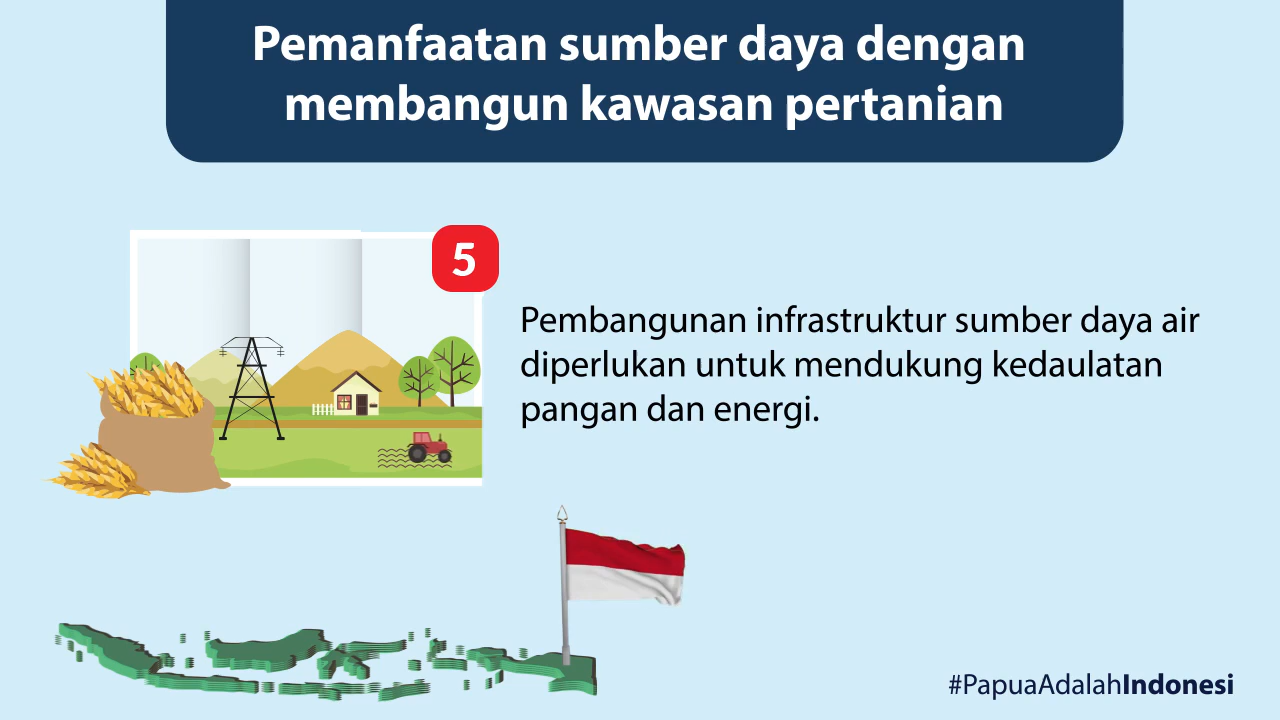 Pemanfaatan sumber daya dengan
membangun kawasan pertanian
5
Pembangunan infrastruktur sumber daya air
diperlukan untuk mendukung kedaulatan
pangan dan energi.
#PapuaAdalahIndonesi